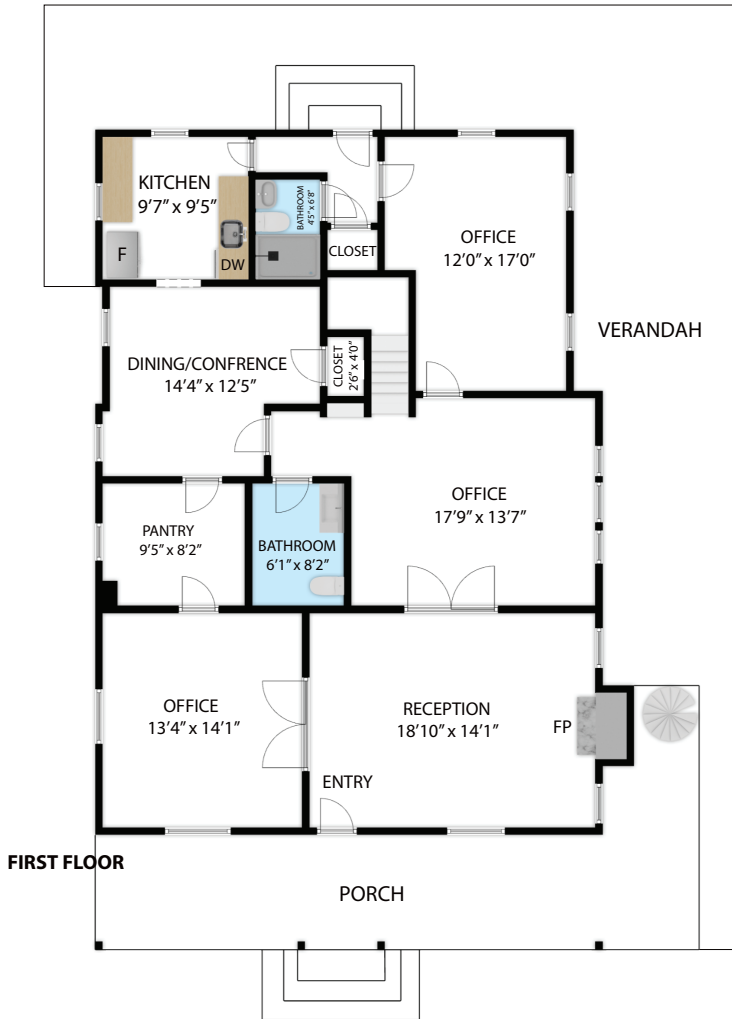 KITCHEN
9'7" x 9'5"
F
DW
BATHROOM
4'5" x 6'8"
CLOSET
OFFICE
12'0" x 17'0"
VERANDAH
DINING/CONFRENCE
14'4" x 12'5"
CLOSET
2'6" x 4'0"
OFFICE
17'9" x 13'7"
PANTRY
9'5" x 8'2"
BATHROOM
6'1" x 8'2"
OFFICE
13'4" x 14'1"
RECEPTION
18'10" x 14'1"
FP
ENTRY
FIRST FLOOR
PORCH